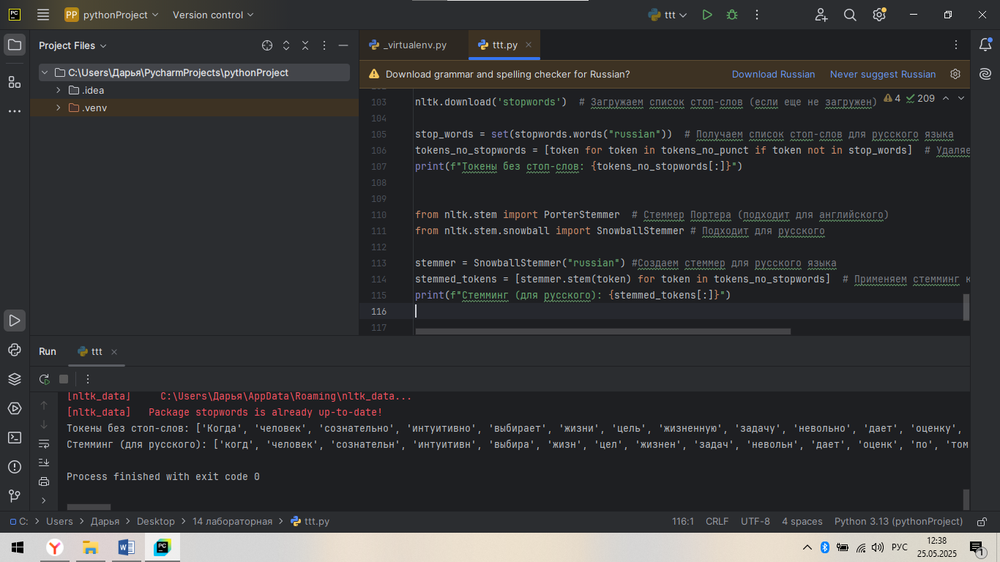 PC
PP pythonProject Version control ttt
Project Files
_virtualenv.py ttt.py
C:\Users\Дарья\PycharmProjects\pythonProject
.idea
.venv
Download grammar and spelling checker for Russian? Download Russian Never suggest Russian
4 209
103 nltk.download('stopwords')  # Загружаем список стоп-слов (если еще не загружен)
104
105 stop_words = set(stopwords.words("russian"))  # Получаем список стоп-слов для русского языка
106 tokens_no_stopwords = [token for token in tokens_no_punct if token not in stop_words]  # Удаляе
107 print(f"Токены без стоп-слов: {tokens_no_stopwords[:]}")
108
109
110 from nltk.stem import PorterStemmer  # Стеммер Портера (подходит для английского)
111 from nltk.stem.snowball import SnowballStemmer # Подходит для русского
112
113 stemmer = SnowballStemmer("russian") #Создаем стеммер для русского языка
114 stemmed_tokens = [stemmer.stem(token) for token in tokens_no_stopwords]  # Применяем стемминг к
115 print(f"Стемминг (для русского): {stemmed_tokens[:]}")
116
117
Run ttt
[nltk_data]     C:\Users\Дарья\AppData\Roaming\nltk_data...
[nltk_data]   Package stopwords is already up-to-date!
Токены без стоп-слов: ['Когда', 'человек', 'сознательно', 'интуитивно', 'выбирает', 'жизни', 'цель', 'жизненную', 'задачу', 'невольно', 'дает', 'оценку',
Стемминг (для русского): ['когд', 'человек', 'сознательн', 'интуитивн', 'выбира', 'жизн', 'цел', 'жизнен', 'задач', 'невольн', 'дает', 'оценк', 'по', 'том
Process finished with exit code 0
C: > Users > Дарья > Desktop > 14 лабораторная > ttt.py 116:1 CRLF UTF-8 4 spaces Python 3.13 (pythonProject)
РУС 12:38
25.05.2025
1